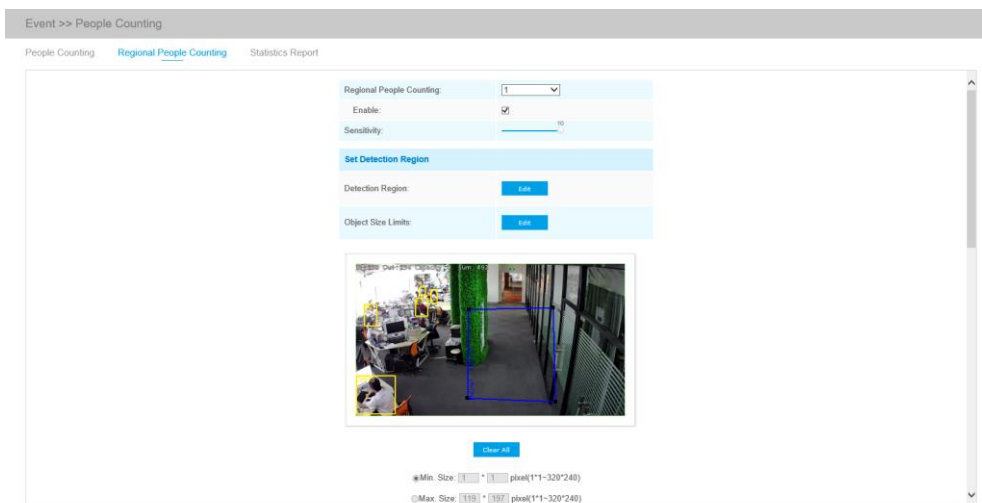 Event >> People Counting
People Counting Regional People Counting Statistics Report
Regional People Counting: 1
Enable:
Sensitivity: 10
Set Detection Region
Detection Region: Edit
Object Size Limits: Edit
Clear All
Min. Size: 1 * 1 pixel(1*1~320*240)
Max. Size: 119 * 197 pixel(1*1~320*240)